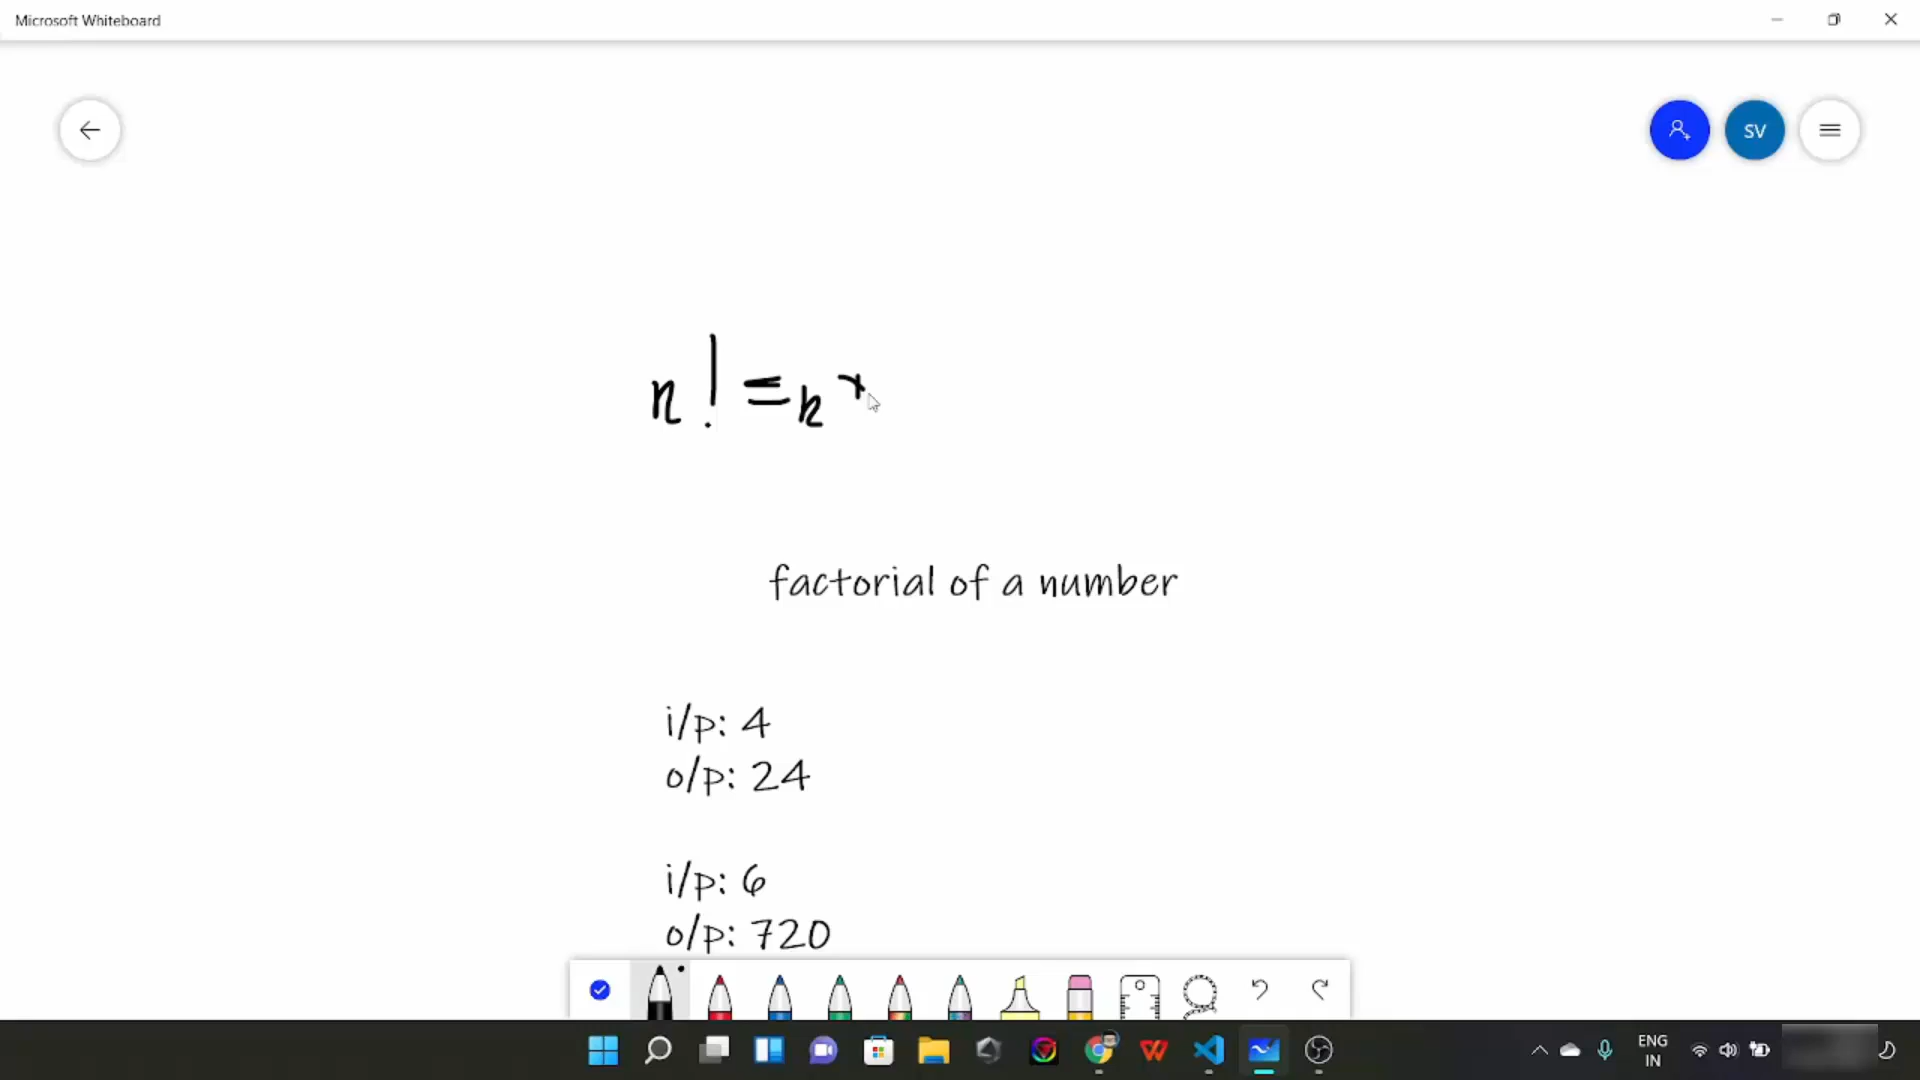 Microsoft Whiteboard
SV
n! = n *
factorial of a number
i/p: 4
o/p: 24
i/p: 6
o/p: 720
ENG
IN